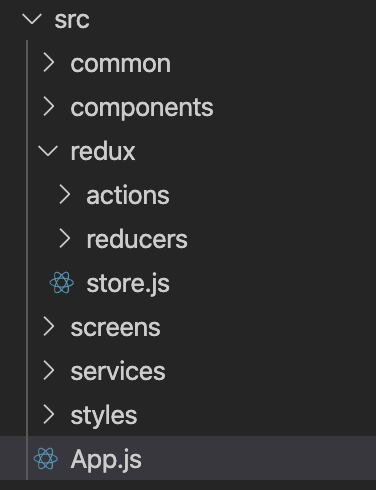 src
common
components
redux
actions
reducers
store.js
screens
services
styles
App.js